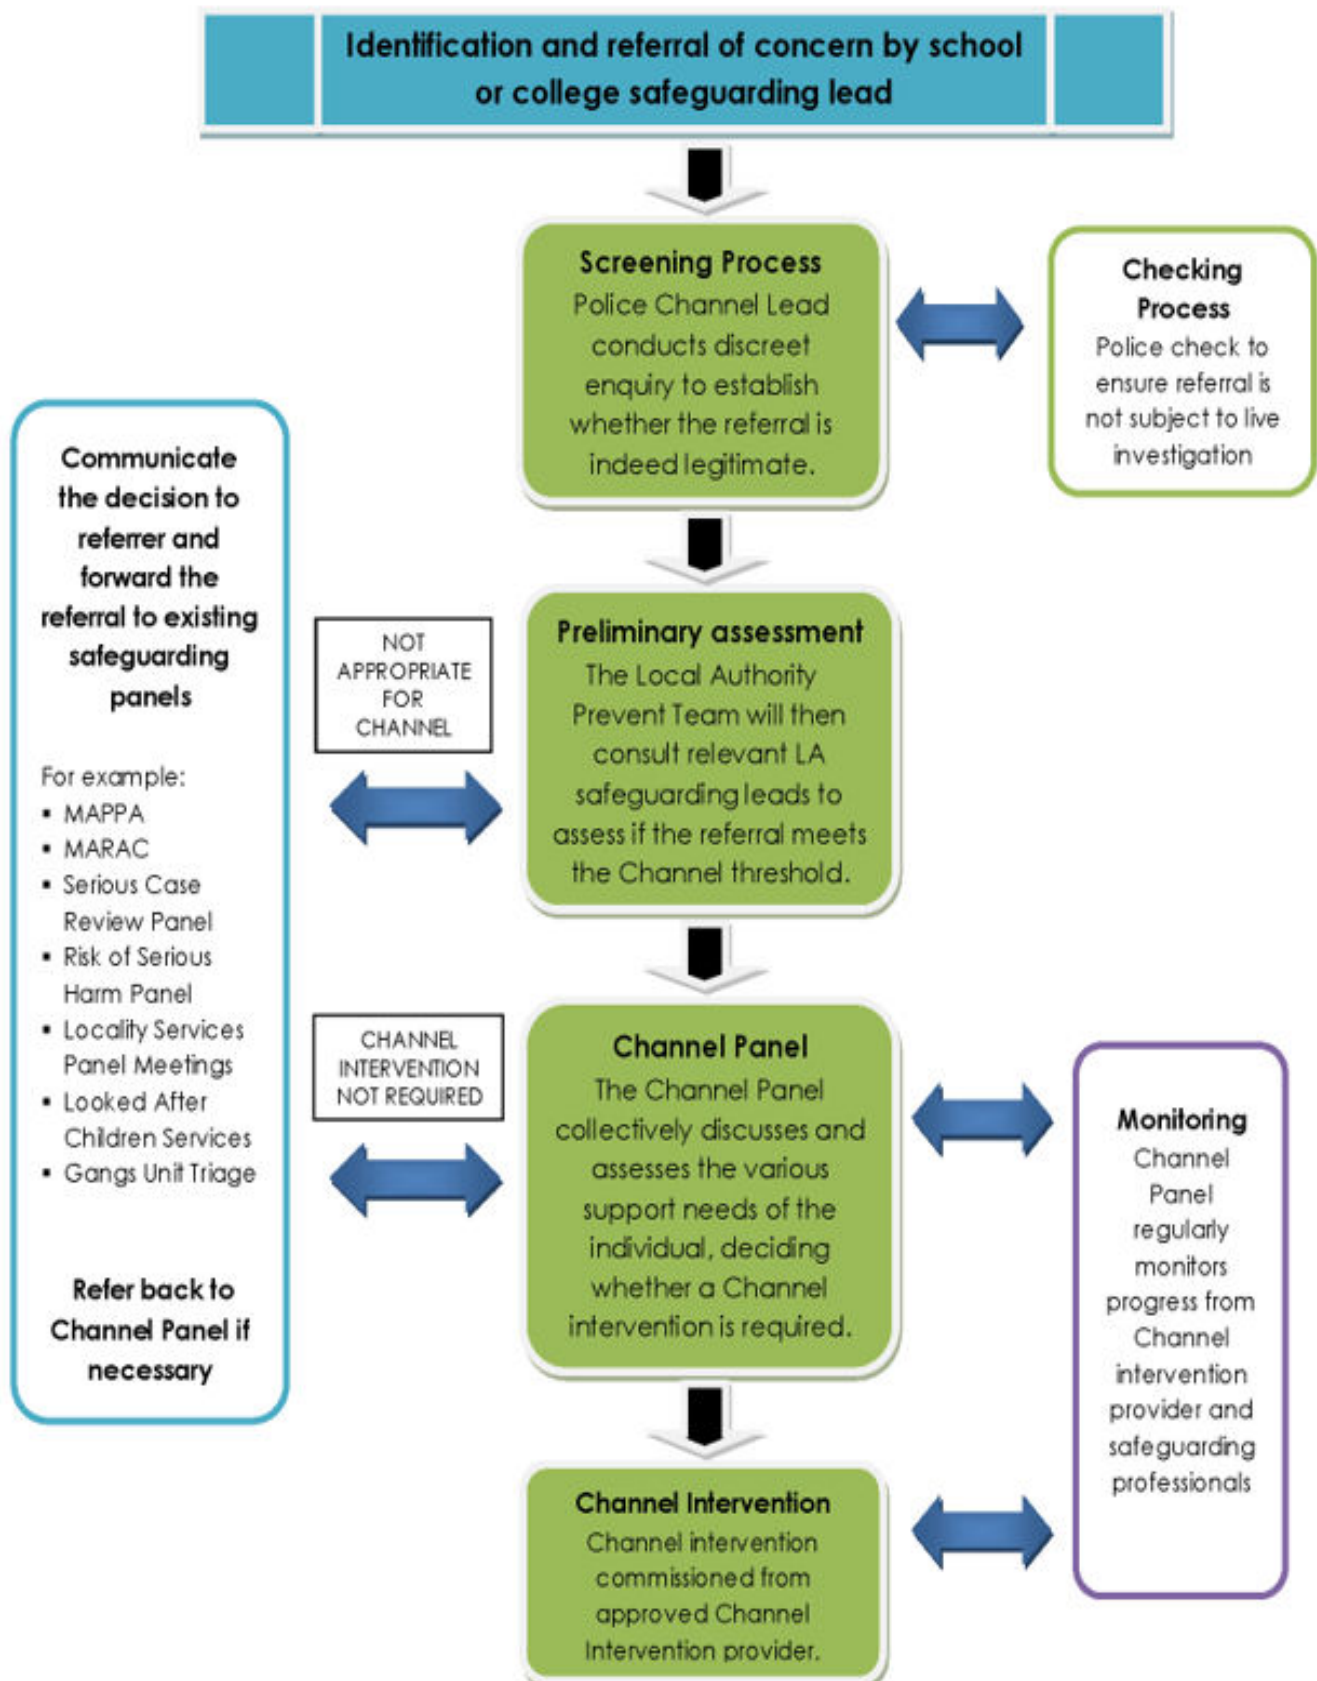 Identification and referral of concern by school
or college safeguarding lead
Screening Process
Police Channel Lead
conducts discreet
enquiry to establish
whether the referral is
indeed legitimate.
Checking
Process
Police check to
ensure referral is
not subject to live
investigation
Communicate
the decision to
referrer and
forward the
referral to existing
safeguarding
panels
For example:
▪ MAPPA
▪ MARAC
▪ Serious Case
Review Panel
▪ Risk of Serious
Harm Panel
▪ Locality Services
Panel Meetings
▪ Looked After
Children Services
▪ Gangs Unit Triage
Refer back to
Channel Panel if
necessary
NOT
APPROPRIATE
FOR
CHANNEL
Preliminary assessment
The Local Authority
Prevent Team will then
consult relevant LA
safeguarding leads to
assess if the referral meets
the Channel threshold.
CHANNEL
INTERVENTION
NOT REQUIRED
Channel Panel
The Channel Panel
collectively discusses and
assesses the various
support needs of the
individual, deciding
whether a Channel
intervention is required.
Monitoring
Channel
Panel
regularly
monitors
progress from
Channel
intervention
provider and
safeguarding
professionals
Channel Intervention
Channel intervention
commissioned from
approved Channel
Intervention provider.